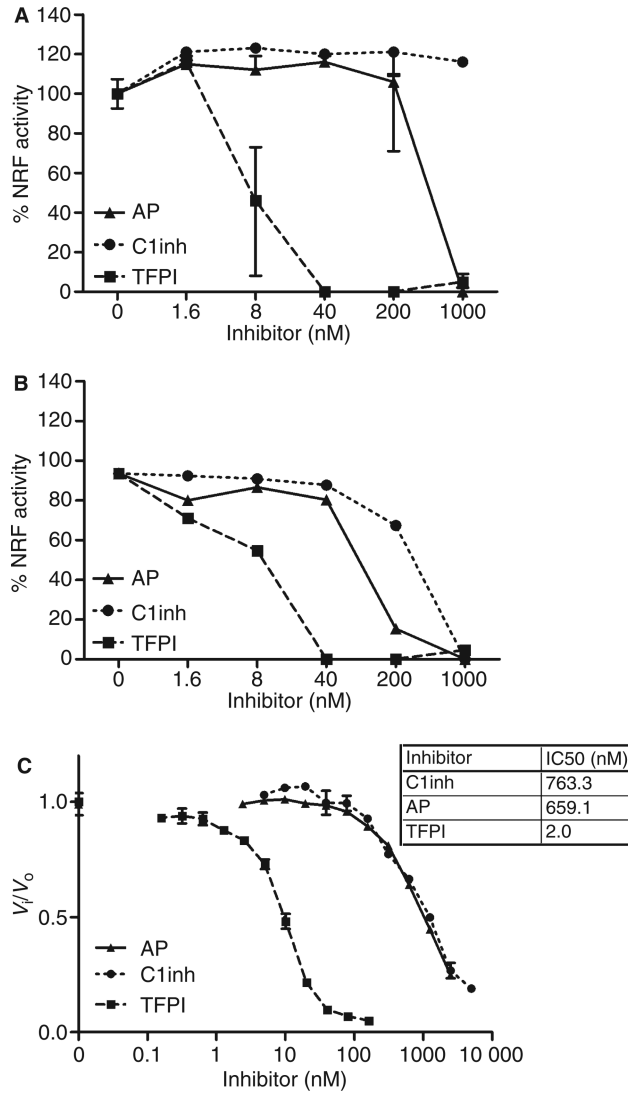 A
140
120
100
80
60
40
20
0
% NRF activity
AP
C1inh
TFPI
0 1.6 8 40 200 1000
Inhibitor (nM)
B
140
120
100
80
60
40
20
0
% NRF activity
AP
C1inh
TFPI
0 1.6 8 40 200 1000
Inhibitor (nM)
C
Inhibitor IC50 (nM)
C1inh 763.3
AP 659.1
TFPI 2.0
1.0
0.5
0.0
Vi/Vo
AP
C1inh
TFPI
0 0.1 1 10 100 1000 10 000
Inhibitor (nM)